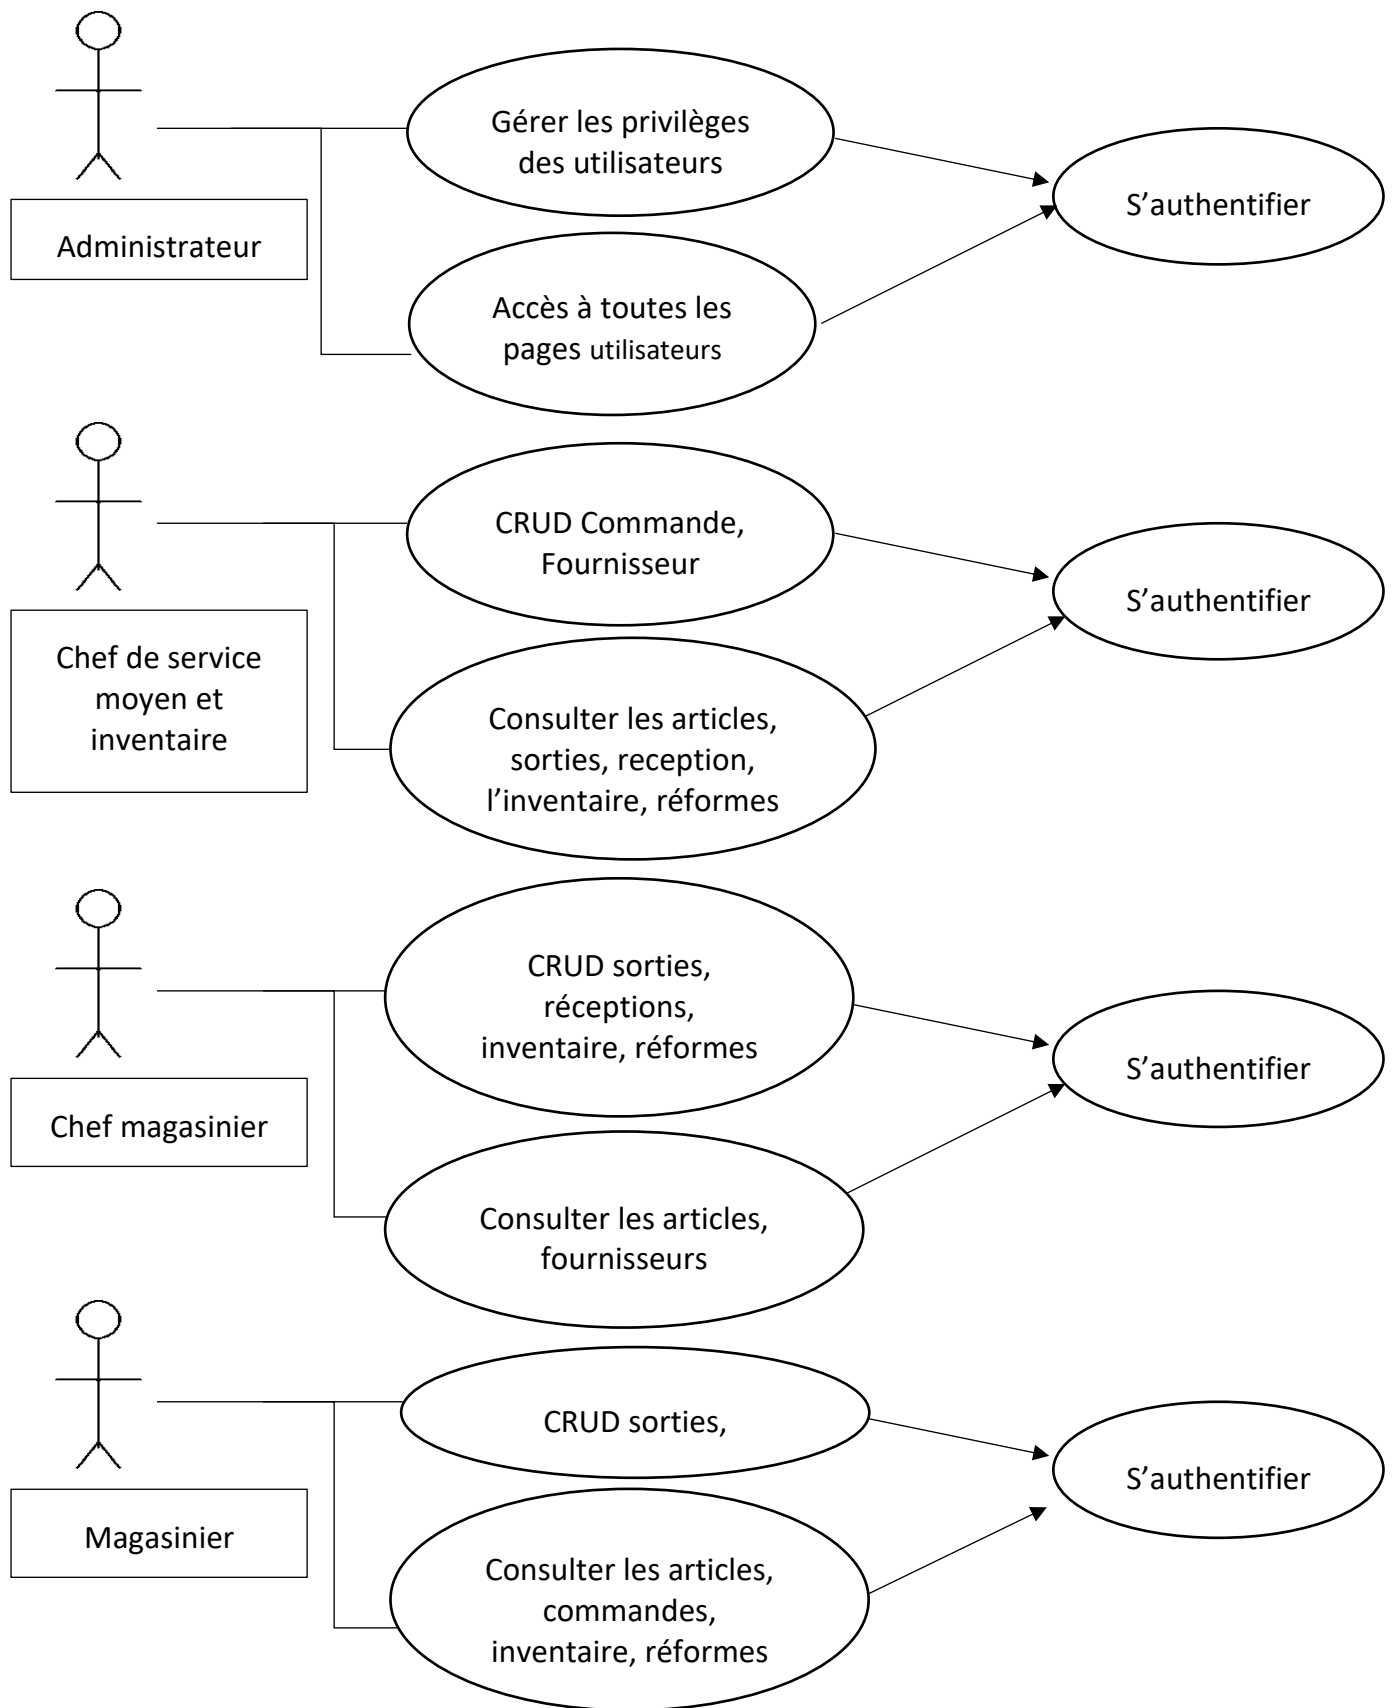 Gérer les privilèges
des utilisateurs
S’authentifier
Administrateur
Accès à toutes les
pages utilisateurs
CRUD Commande,
Fournisseur
S’authentifier
Chef de service
moyen et
inventaire
Consulter les articles,
sorties, reception,
l’inventaire, réformes
CRUD sorties,
réceptions,
inventaire, réformes
S’authentifier
Chef magasinier
Consulter les articles,
fournisseurs
CRUD sorties,
S’authentifier
Magasinier
Consulter les articles,
commandes,
inventaire, réformes